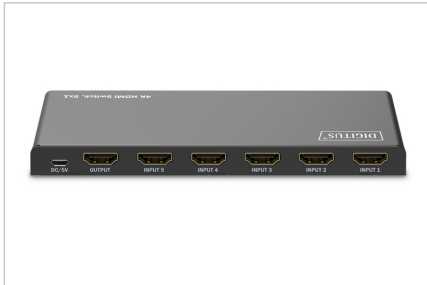 4K HDMI Switch, 5x1
DIGITUS®
DC/5V OUTPUT INPUT 5 INPUT 4 INPUT 3 INPUT 2 INPUT 1